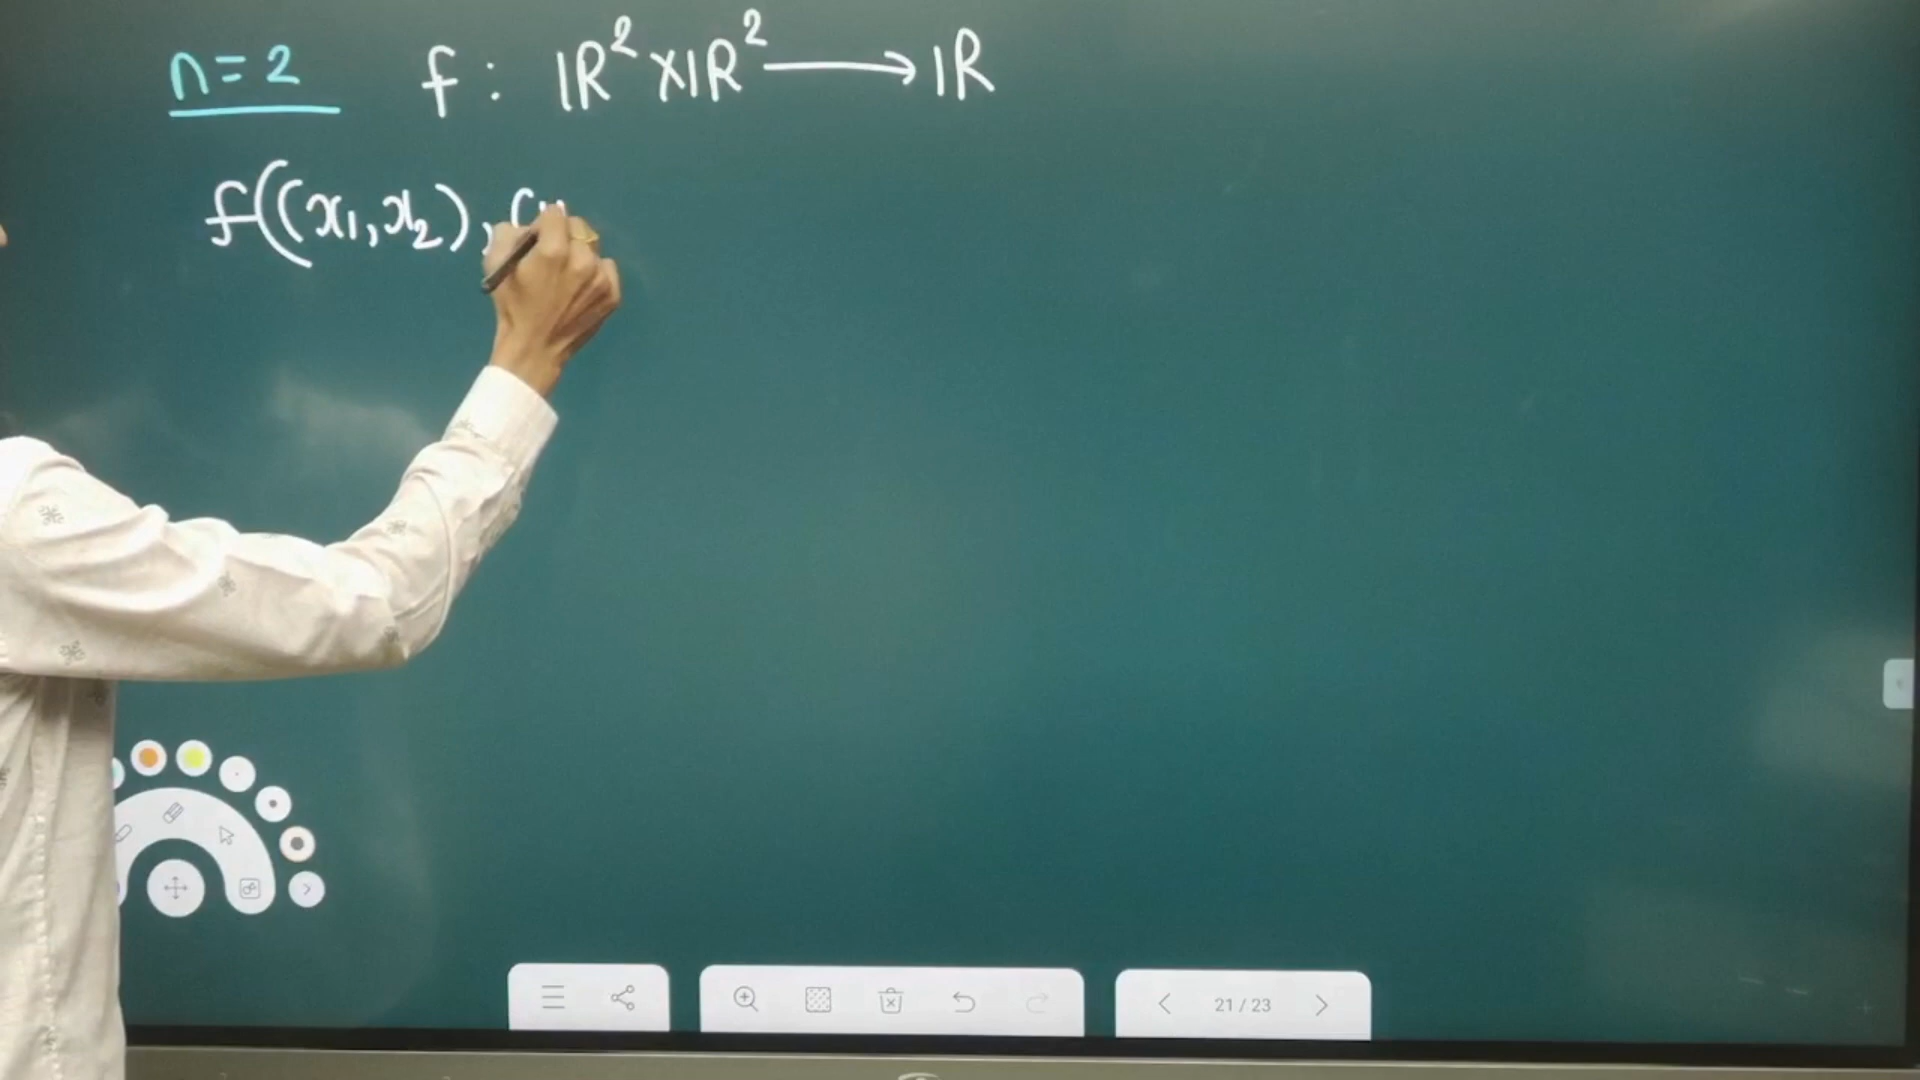 n=2 f: ℝ² × ℝ² ⟶ ℝ
f((x₁, x₂), (
21 / 23